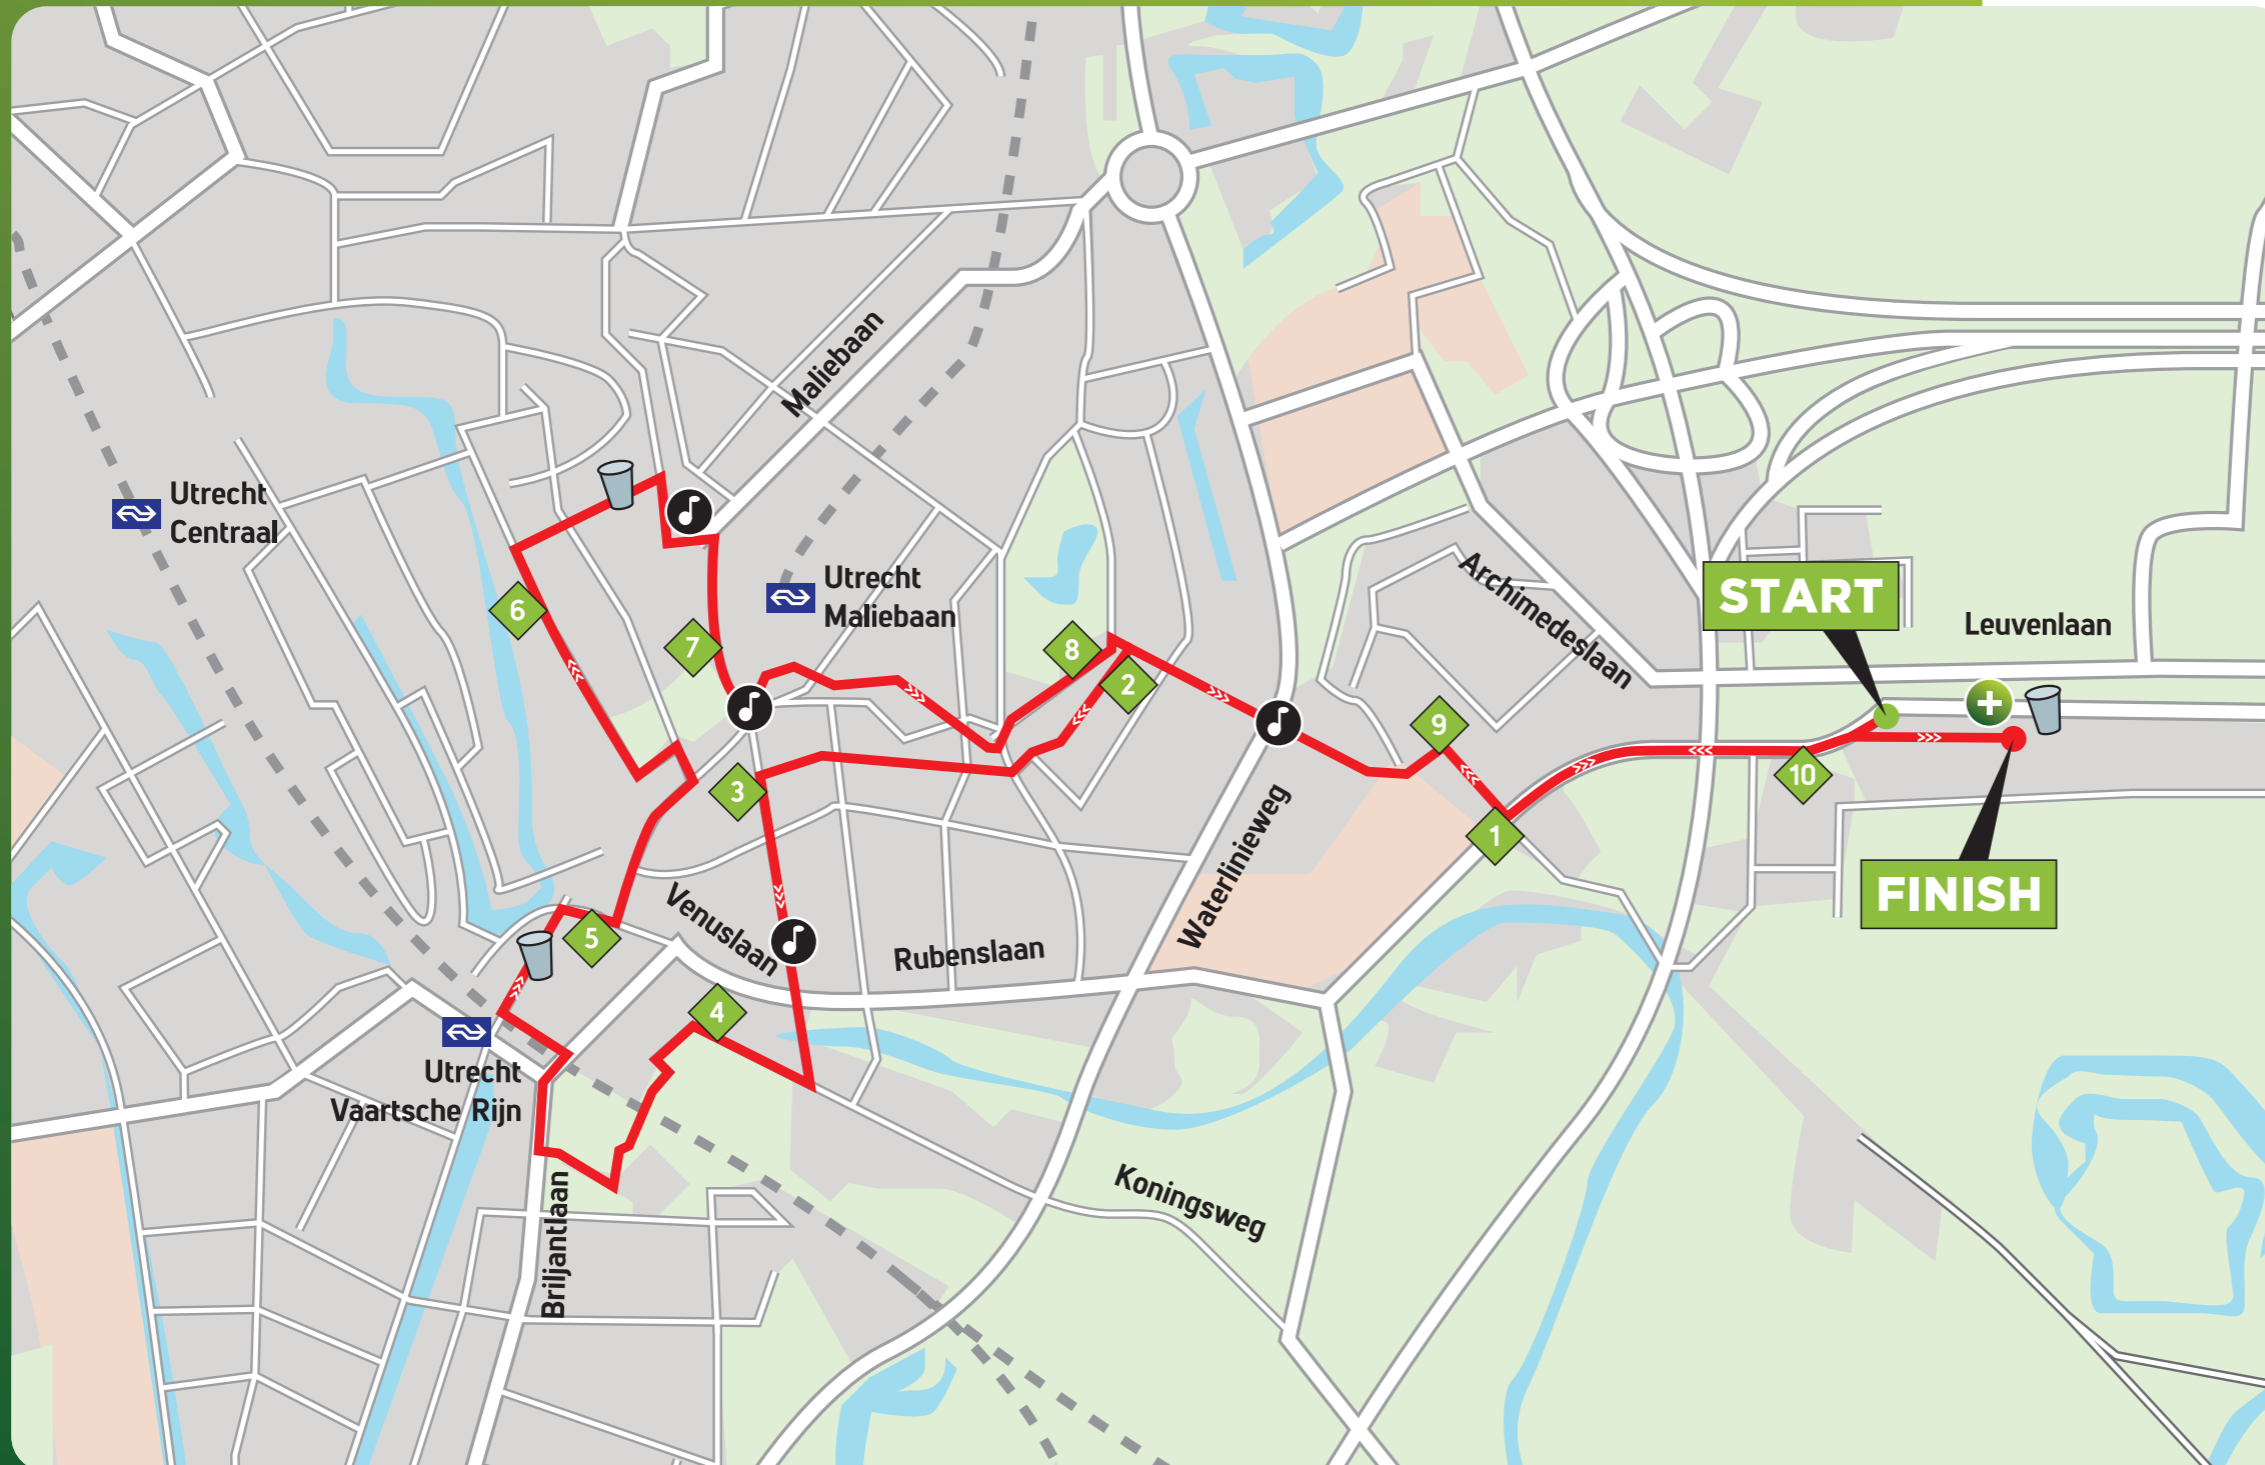 Maliebaan
Utrecht
Centraal
Utrecht
Maliebaan
6
7
8
2
3
9
1
10
Archimedeslaan
START
Leuvenlaan
FINISH
Waterlinieweg
Venuslaan
Rubenslaan
5
4
Utrecht
Vaartsche Rijn
Briljantlaan
Koningsweg